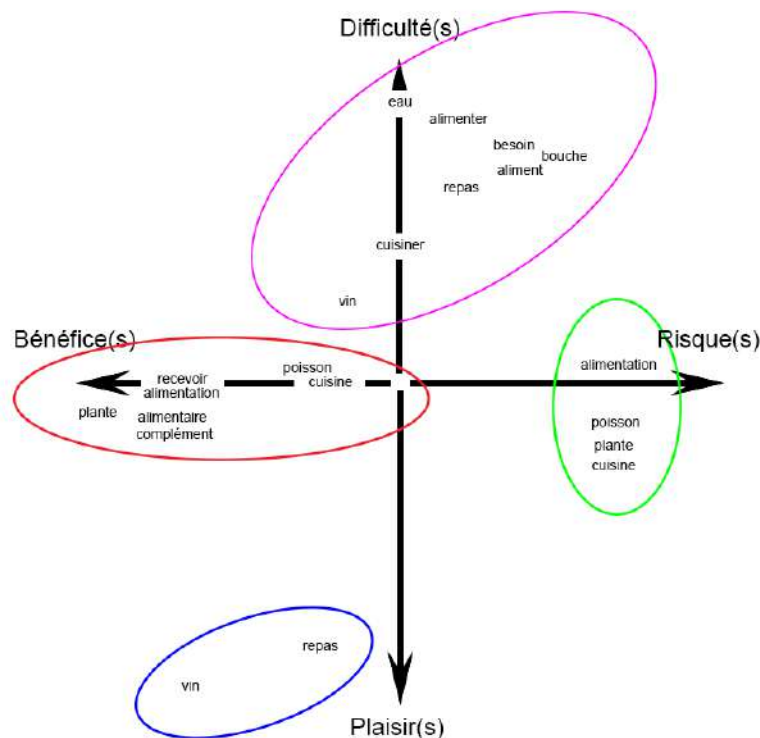 Difficulté(s)
eau
alimenter
besoin
bouche
aliment
repas
cuisiner
vin
Bénéfice(s)
Risque(s)
poisson
cuisine
recevoir
alimentation
plante
alimentaire
complément
alimentation
poisson
plante
cuisine
repas
vin
Plaisir(s)